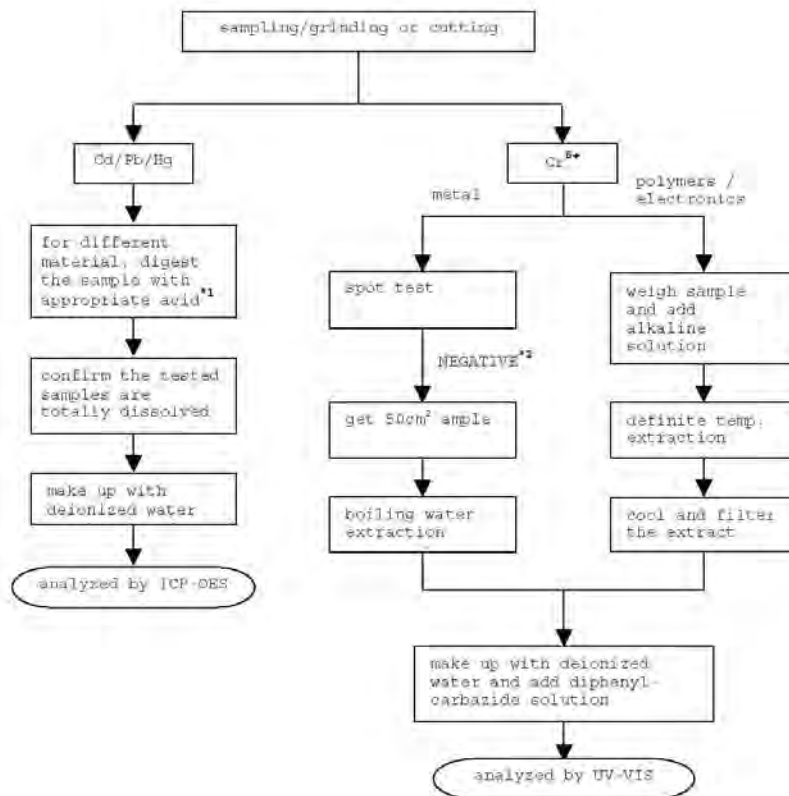 sampling/grinding or cutting
Cd/Pb/Hg
for different
material, digest
the sample with
appropriate acid*1
confirm the tested
samples are
totally dissolved
make up with
deionized water
analyzed by ICP-OES
Cr6+
metal
spot test
NEGATIVE*2
get 50cm2 ample
boiling water
extraction
polymers /
electronics
weigh sample
and add
alkaline
solution
definite temp.
extraction
cool and filter
the extract
make up with deionized
water and add diphenyl-
carbazide solution
analyzed by UV-VIS